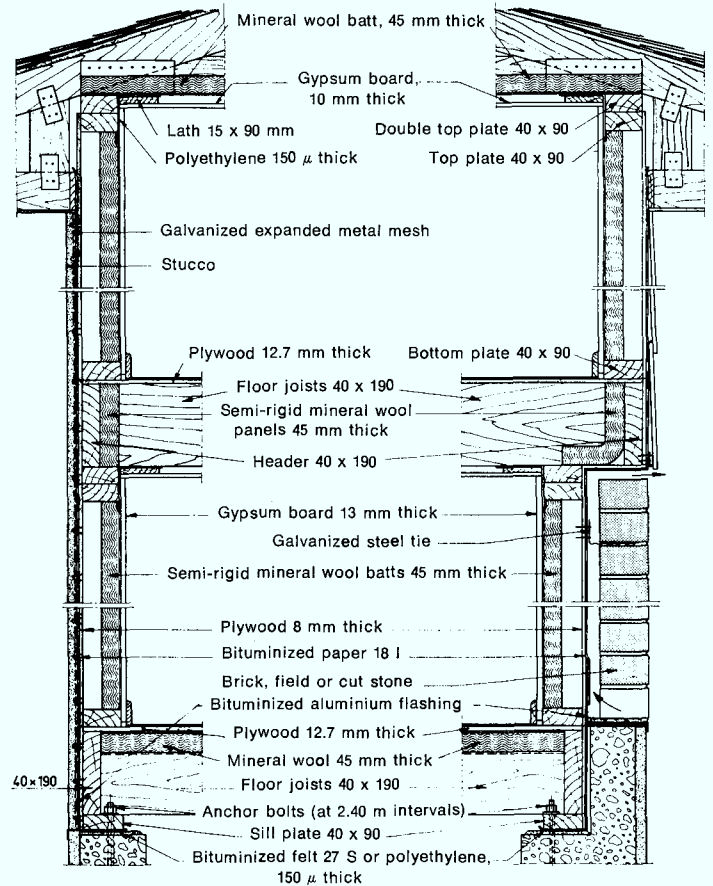 Mineral wool batt, 45 mm thick
Gypsum board,
10 mm thick
Lath 15 x 90 mm
Double top plate 40 x 90
Polyethylene 150 μ thick
Top plate 40 x 90
Galvanized expanded metal mesh
Stucco
Plywood 12.7 mm thick
Bottom plate 40 x 90
Floor joists 40 x 190
Semi-rigid mineral wool
panels 45 mm thick
Header 40 x 190
Gypsum board 13 mm thick
Galvanized steel tie
Semi-rigid mineral wool batts 45 mm thick
Plywood 8 mm thick
Bituminized paper 18 l
Brick, field or cut stone
Bituminized aluminium flashing
Plywood 12.7 mm thick
Mineral wool 45 mm thick
40×190
Floor joists 40 x 190
Anchor bolts (at 2.40 m intervals)
Sill plate 40 x 90
Bituminized felt 27 S or polyethylene,
150 μ thick